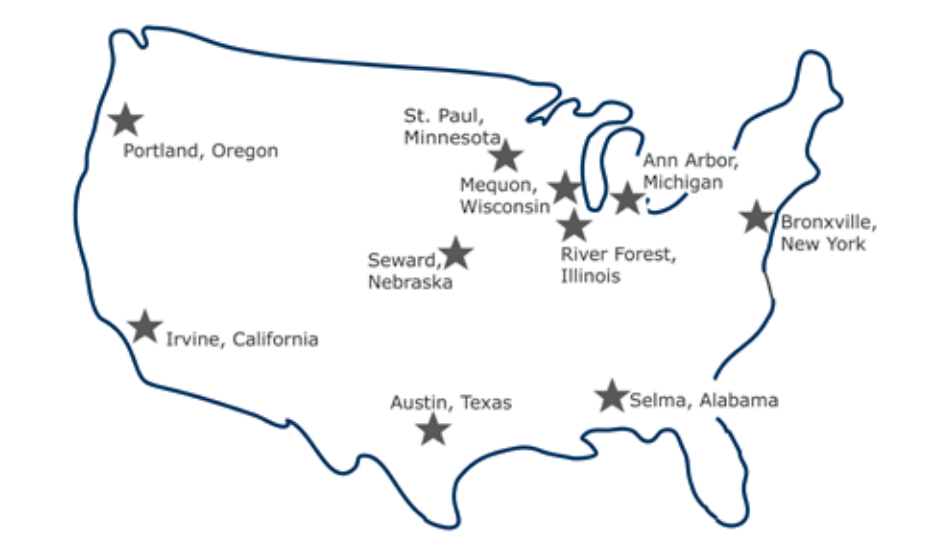 St. Paul,
Minnesota
Portland, Oregon
Ann Arbor,
Michigan
Mequon,
Wisconsin
Bronxville,
New York
River Forest,
Illinois
Seward,
Nebraska
Irvine, California
Austin, Texas
Selma, Alabama